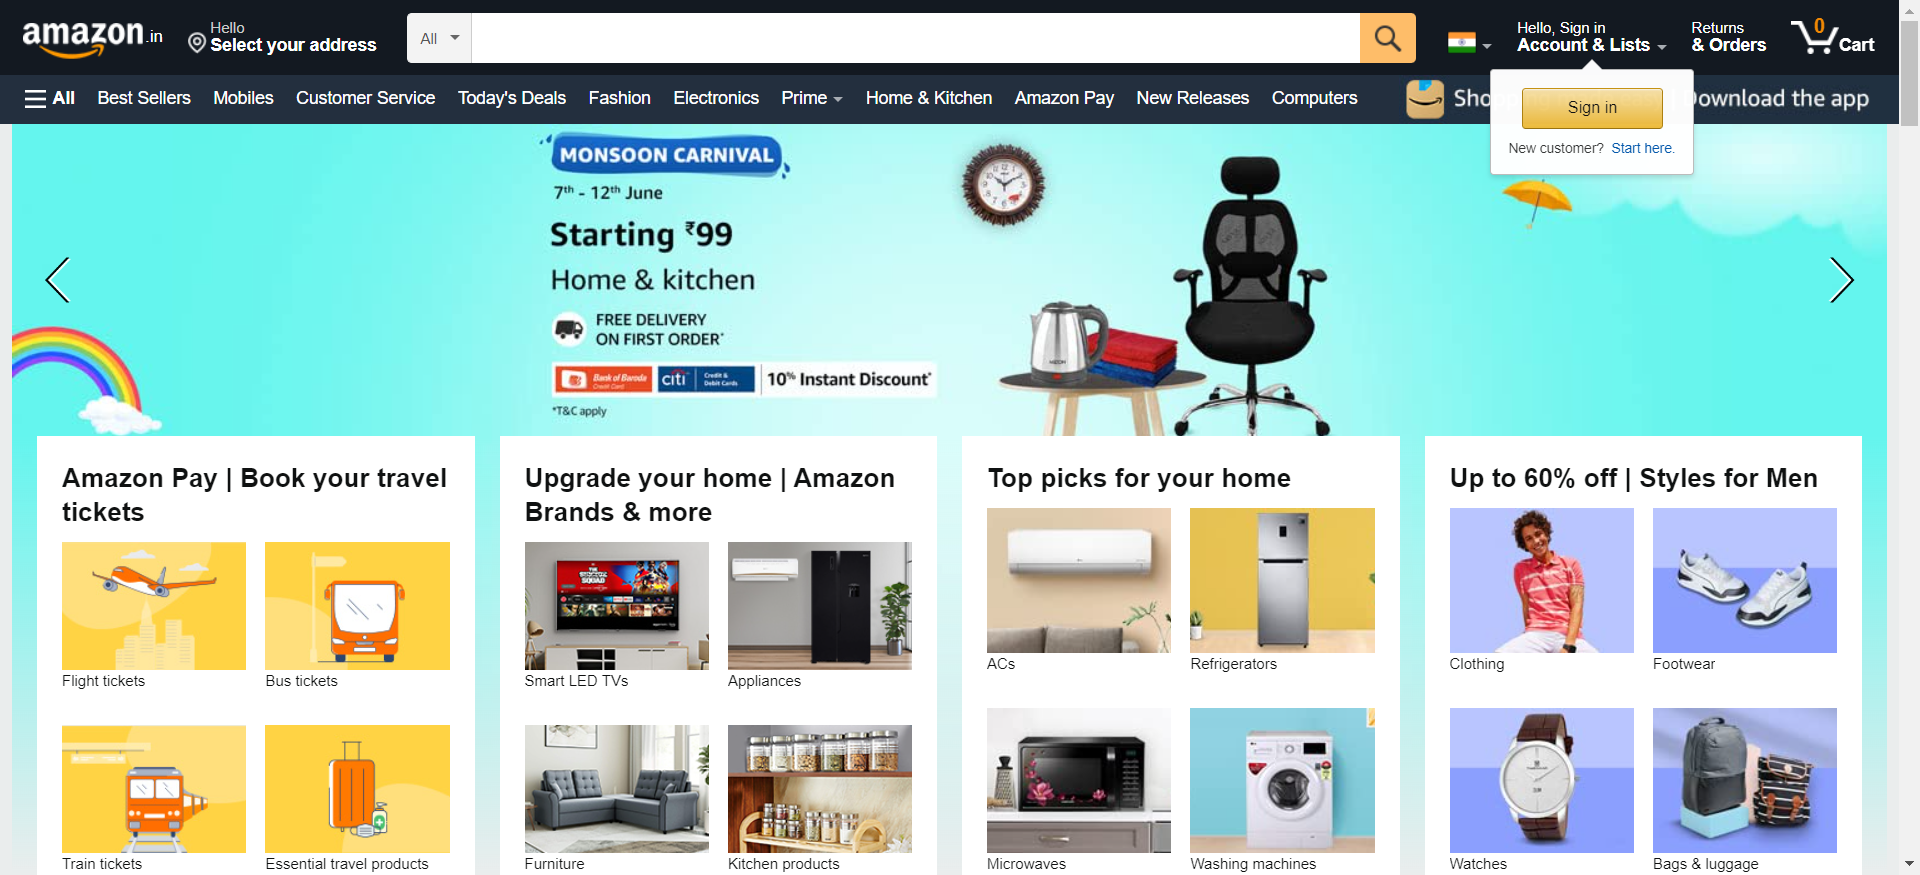 amazon.in
Hello
Select your address
All
Hello, Sign in
Account & Lists
Returns
& Orders
0
Cart
All
Best Sellers
Mobiles
Customer Service
Today's Deals
Fashion
Electronics
Prime
Home & Kitchen
Amazon Pay
New Releases
Computers
Download the app
Sign in
New customer? Start here.
MONSOON CARNIVAL
7th - 12th June
Starting ₹99
Home & kitchen
FREE DELIVERY
ON FIRST ORDER*
Bank of Baroda
Credit Card
citi
Credit &
Debit Cards
10% Instant Discount*
*T&C apply
Amazon Pay | Book your travel
tickets
Flight tickets
Bus tickets
Train tickets
Essential travel products
Upgrade your home | Amazon
Brands & more
Smart LED TVs
Appliances
Furniture
Kitchen products
Top picks for your home
ACs
Refrigerators
Microwaves
Washing machines
Up to 60% off | Styles for Men
Clothing
Footwear
Watches
Bags & luggage